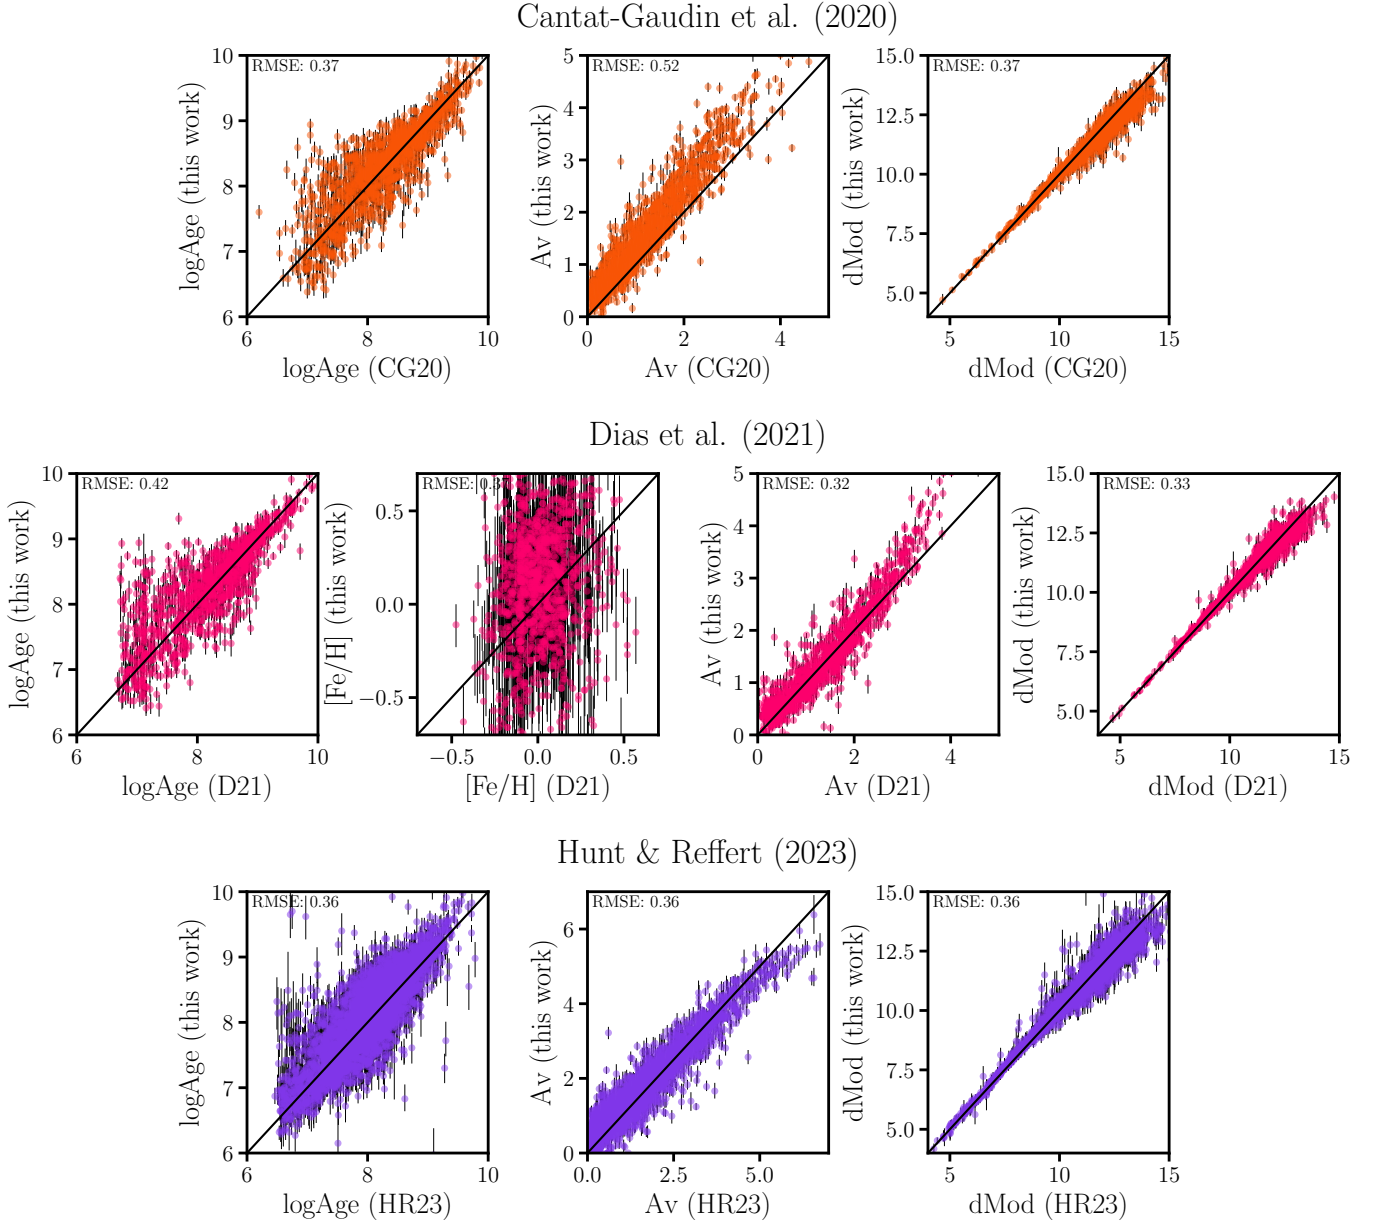 Cantat-Gaudin et al. (2020)
RMSE: 0.37
10
9
8
7
6
6
8
10
logAge (this work)
logAge (CG20)
RMSE: 0.52
5
4
3
2
1
0
0
2
4
Av (this work)
Av (CG20)
RMSE: 0.37
15.0
12.5
10.0
7.5
5.0
5
10
15
dMod (this work)
dMod (CG20)
Dias et al. (2021)
RMSE: 0.42
10
9
8
7
6
6
8
10
logAge (this work)
logAge (D21)
RMSE: 0.37
0.5
0.0
−0.5
−0.5
0.0
0.5
[Fe/H] (this work)
[Fe/H] (D21)
RMSE: 0.32
5
4
3
2
1
0
0
2
4
Av (this work)
Av (D21)
RMSE: 0.33
15.0
12.5
10.0
7.5
5.0
5
10
15
dMod (this work)
dMod (D21)
Hunt & Reffert (2023)
RMSE: 0.36
10
9
8
7
6
6
8
10
logAge (this work)
logAge (HR23)
RMSE: 0.36
6
4
2
0
0.0
2.5
5.0
Av (this work)
Av (HR23)
RMSE: 0.36
15.0
12.5
10.0
7.5
5.0
5
10
15
dMod (this work)
dMod (HR23)